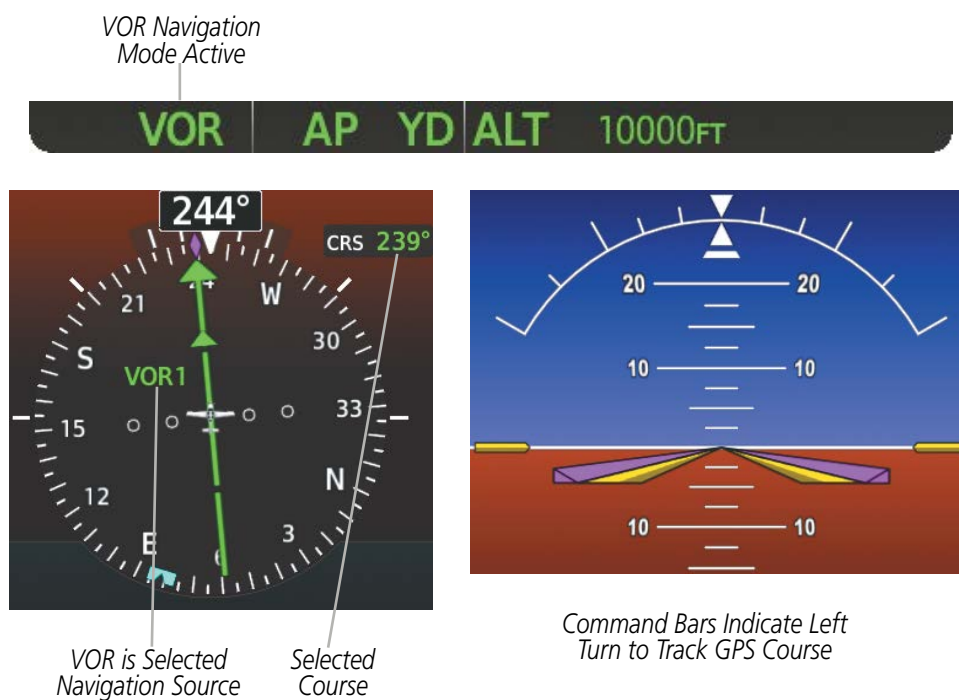 VOR Navigation
Mode Active
VOR AP YD ALT 10000FT
244°
CRS 239°
24
21
W
S
30
VOR1
15
33
12
N
E
6
3
20 20
10 10
10 10
VOR is Selected
Navigation Source
Selected
Course
Command Bars Indicate Left
Turn to Track GPS Course